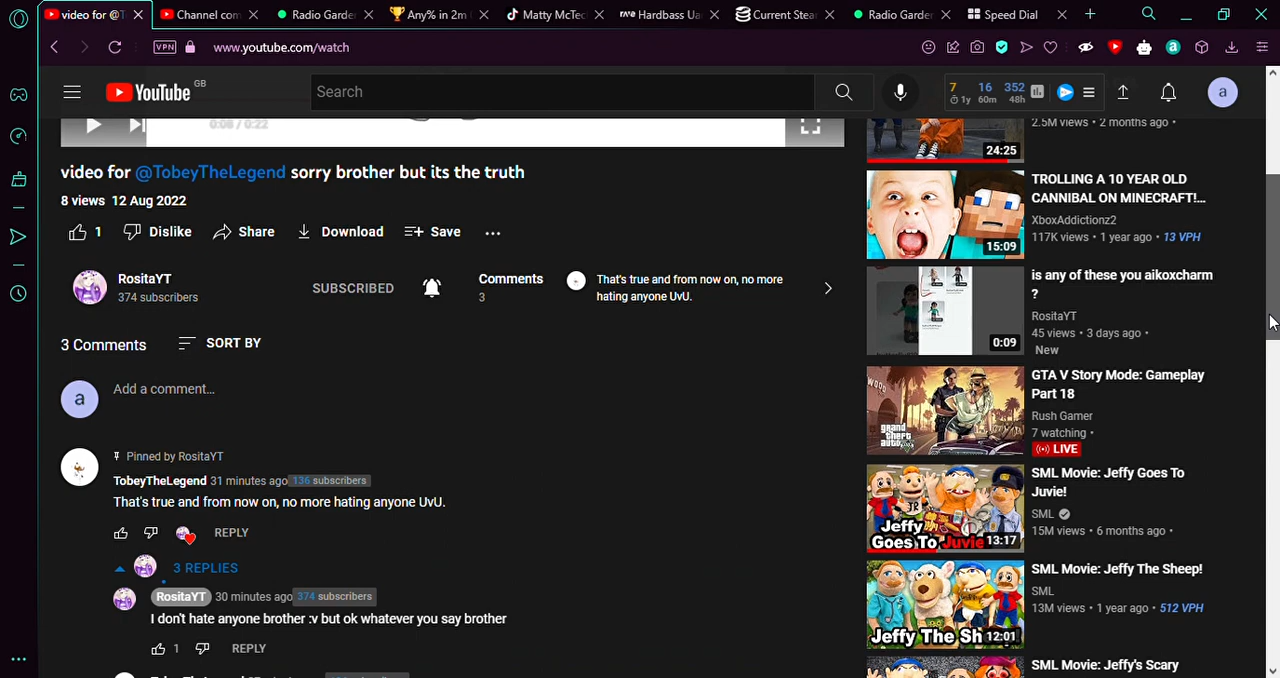 video for @T
Channel com
Radio Garde
Any% in 2m
Matty McTec
Hardbass Ua
Current Stea
Radio Garde
Speed Dial
VPN
www.youtube.com/watch
YouTube GB
Search
7 16 352
1y 60m 48h
a
0:08 / 0:22
video for @TobeyTheLegend sorry brother but its the truth
8 views 12 Aug 2022
1 Dislike Share Download Save ...
RositaYT
374 subscribers
SUBSCRIBED
Comments
3
That's true and from now on, no more
hating anyone UvU.
3 Comments SORT BY
a Add a comment...
Pinned by RositaYT
TobeyTheLegend 31 minutes ago 136 subscribers
That's true and from now on, no more hating anyone UvU.
REPLY
3 REPLIES
RositaYT 30 minutes ago 374 subscribers
I don't hate anyone brother :v but ok whatever you say brother
1 REPLY
2.5M views • 2 months ago •
24:25
TROLLING A 10 YEAR OLD
CANNIBAL ON MINECRAFT!...
XboxAddictionz2
117K views • 1 year ago • 13 VPH
15:09
is any of these you aikoxcharm
?
RositaYT
45 views • 3 days ago •
New
0:09
GTA V Story Mode: Gameplay
Part 18
Rush Gamer
7 watching •
LIVE
grand
theft
auto
SML Movie: Jeffy Goes To
Juvie!
SML
15M views • 6 months ago •
Jeffy
Goes To Juvie
13:17
SML Movie: Jeffy The Sheep!
SML
13M views • 1 year ago • 512 VPH
Jeffy The Sh
12:01
SML Movie: Jeffy's Scary